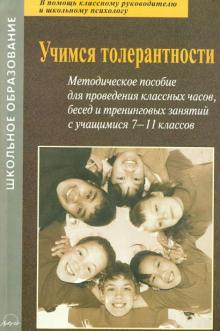 В помощь классному руководителю
и школьному психологу
Учимся толерантности
Методическое пособие
для проведения классных часов,
бесед и тренинговых занятий
с учащимися 7–11 классов
ШКОЛЬНОЕ ОБРАЗОВАНИЕ